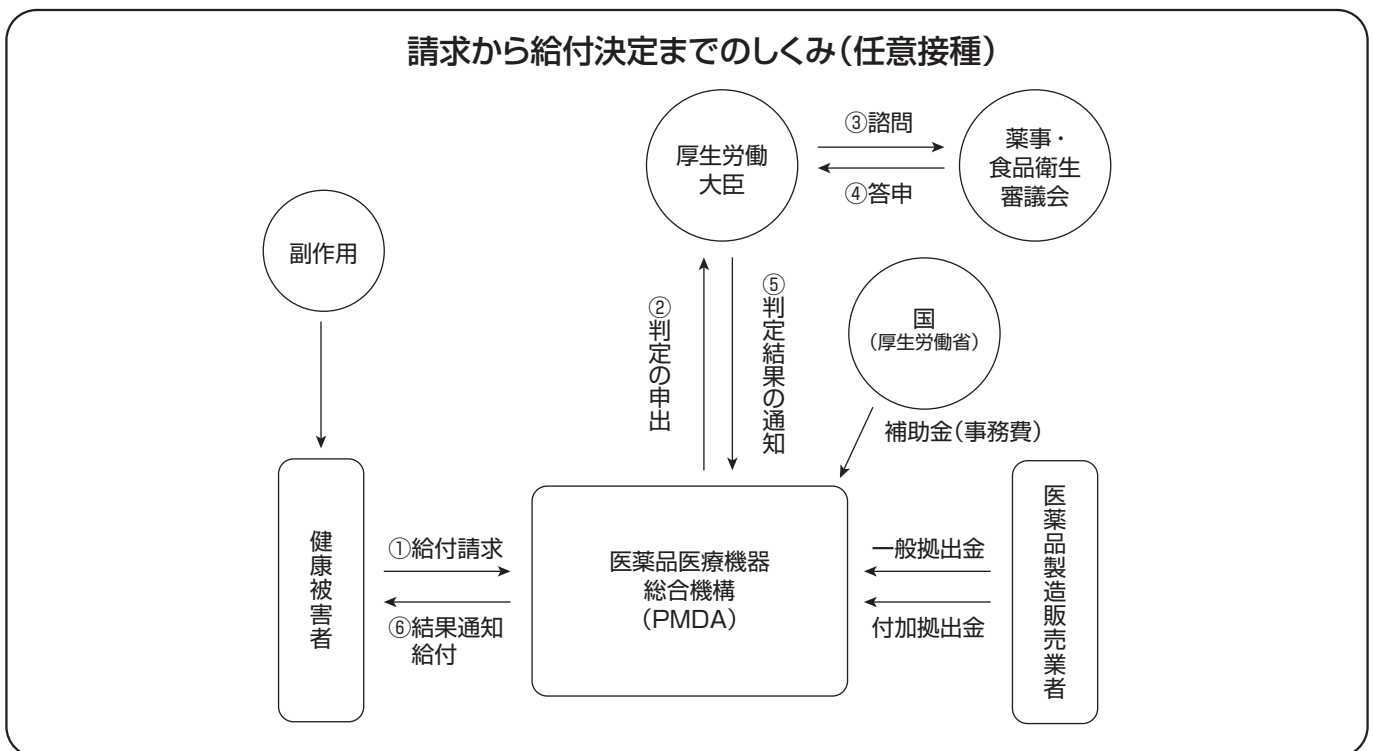 請求から給付決定までのしくみ（任意接種）
③諮問
厚生労働
大臣
薬事・
食品衛生
審議会
④答申
副作用
②判定の申出
⑤判定結果の通知
国
（厚生労働省）
補助金（事務費）
健康被害者
①給付請求
⑥結果通知
給付
医薬品医療機器
総合機構
（PMDA）
一般拠出金
付加拠出金
医薬品製造販売業者